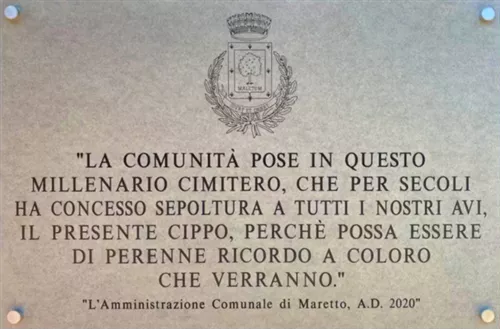 MARETUM
"LA COMUNITÀ POSE IN QUESTO
MILLENARIO CIMITERO, CHE PER SECOLI
HA CONCESSO SEPOLTURA A TUTTI I NOSTRI AVI,
IL PRESENTE CIPPO, PERCHÈ POSSA ESSERE
DI PERENNE RICORDO A COLORO
CHE VERRANNO."
"L'Amministrazione Comunale di Maretto, A.D. 2020"